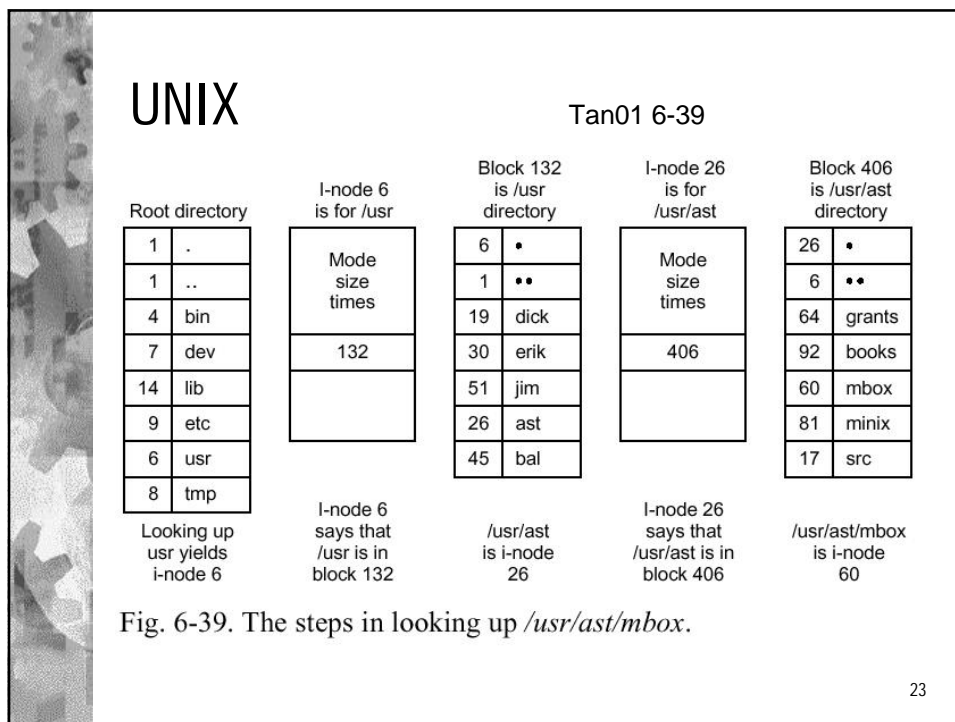 UNIX
Tan01 6-39
Root directory
1 .
1 ..
4 bin
7 dev
14 lib
9 etc
6 usr
8 tmp
Looking up
usr yields
i-node 6
I-node 6
is for /usr
Mode
size
times
132
I-node 6
says that
/usr is in
block 132
Block 132
is /usr
directory
6 •
1 ••
19 dick
30 erik
51 jim
26 ast
45 bal
/usr/ast
is i-node
26
I-node 26
is for
/usr/ast
Mode
size
times
406
I-node 26
says that
/usr/ast is in
block 406
Block 406
is /usr/ast
directory
26 •
6 ••
64 grants
92 books
60 mbox
81 minix
17 src
/usr/ast/mbox
is i-node
60
Fig. 6-39. The steps in looking up /usr/ast/mbox.
23